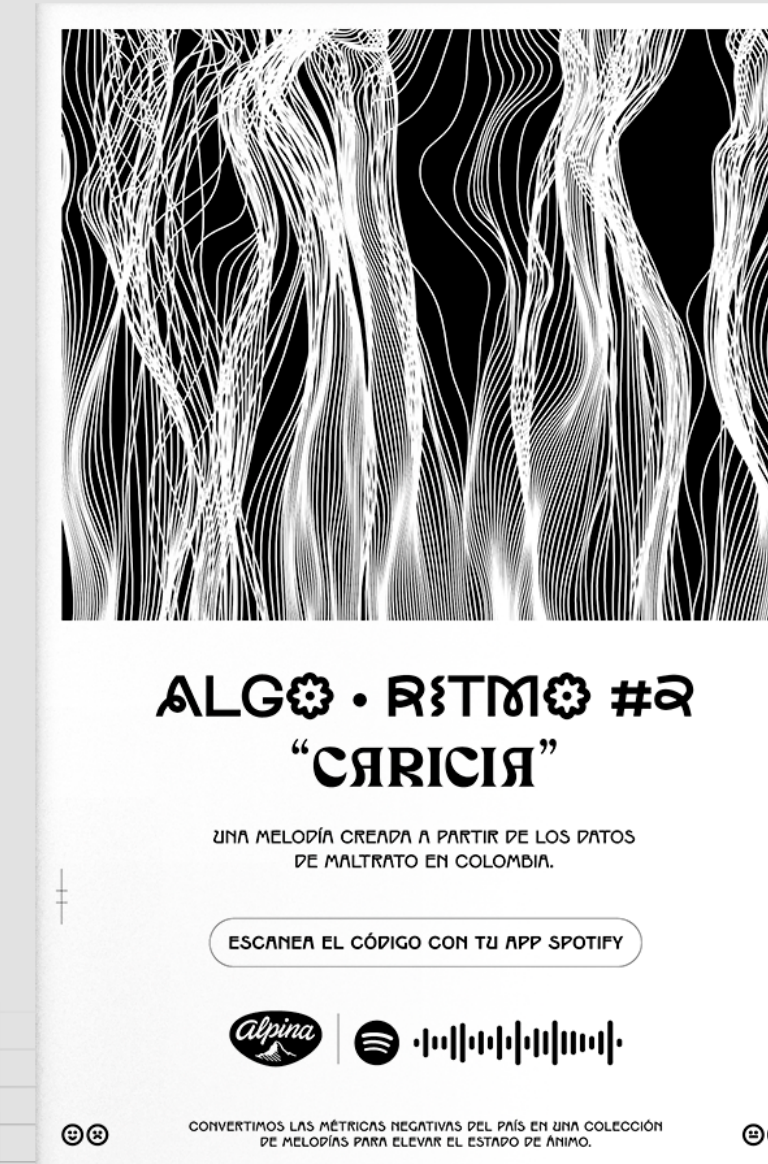 ALGO • RITMO #2
“CARICIA”
UNA MELODÍA CREADA A PARTIR DE LOS DATOS
DE MALTRATO EN COLOMBIA.
ESCANEA EL CÓDIGO CON TU APP SPOTIFY
Alpina
CONVERTIMOS LAS MÉTRICAS NEGATIVAS DEL PAÍS EN UNA COLECCIÓN
DE MELODÍAS PARA ELEVAR EL ESTADO DE ÁNIMO.